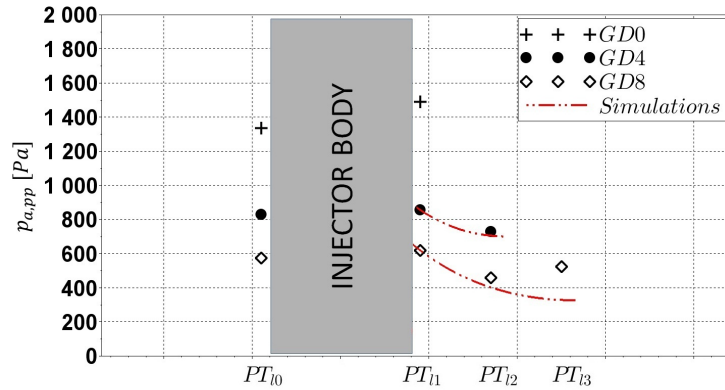 2 000
1 800
1 600
1 400
1 200
1 000
800
600
400
200
0
p_{a,pp} [Pa]
INJECTOR BODY
GD0
GD4
GD8
Simulations
PT_{l0} PT_{l1} PT_{l2} PT_{l3}